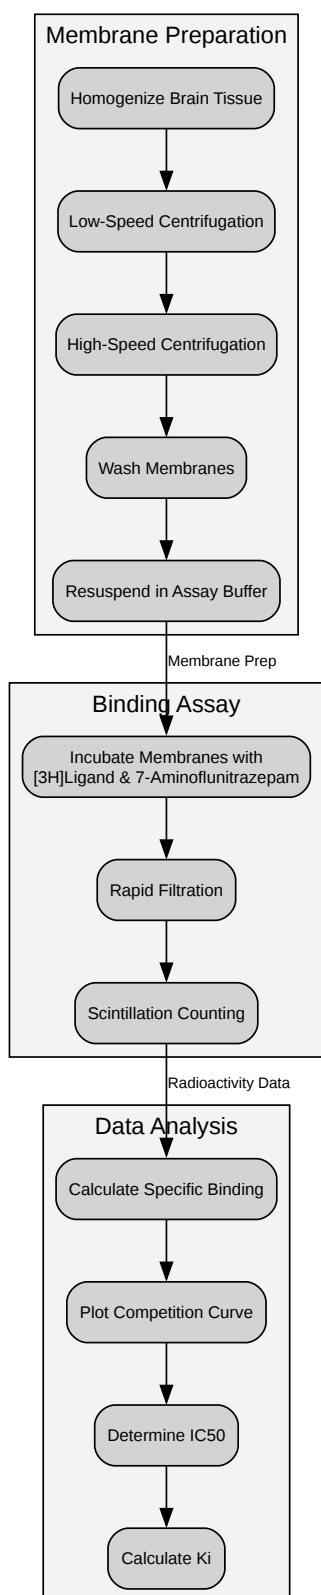 Membrane Preparation
Homogenize Brain Tissue
Low-Speed Centrifugation
High-Speed Centrifugation
Wash Membranes
Resuspend in Assay Buffer
Membrane Prep
Binding Assay
Incubate Membranes with
[3H]Ligand & 7-Aminoflunitrazepam
Rapid Filtration
Scintillation Counting
Radioactivity Data
Data Analysis
Calculate Specific Binding
Plot Competition Curve
Determine IC50
Calculate Ki